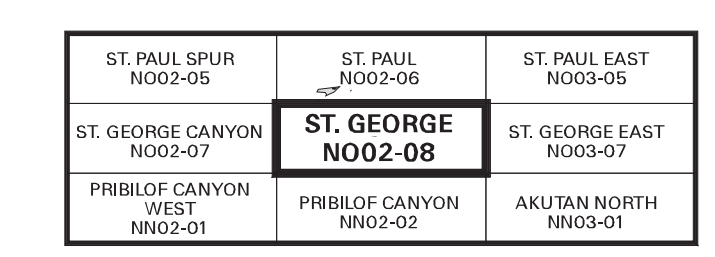 ST. PAUL SPUR
NO02-05
ST. PAUL
NO02-06
ST. PAUL EAST
NO03-05
ST. GEORGE CANYON
NO02-07
ST. GEORGE
NO02-08
ST. GEORGE EAST
NO03-07
PRIBILOF CANYON
WEST
NN02-01
PRIBILOF CANYON
NN02-02
AKUTAN NORTH
NN03-01